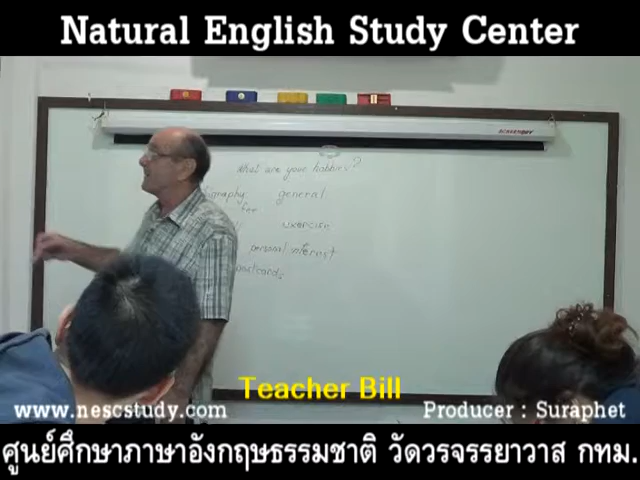 Natural English Study Center
What are your hobbies?
general
for
exercise
personal interest
postcards
Teacher Bill
www.nescstudy.com
Producer : Suraphet
ศูนย์ศึกษาภาษาอังกฤษธรรมชาติ วัดวรจรรยาวาส กทม.